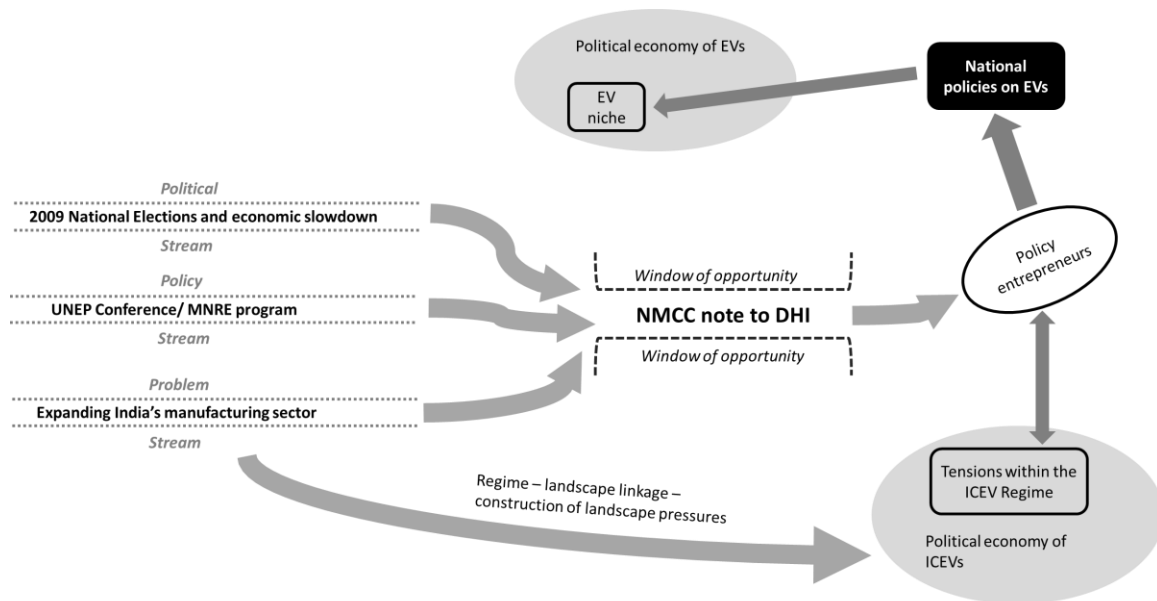 Political economy of EVs
EV
niche
National
policies on EVs
Political
2009 National Elections and economic slowdown
Stream
Policy
UNEP Conference/ MNRE program
Stream
Problem
Expanding India's manufacturing sector
Stream
Window of opportunity
NMCC note to DHI
Window of opportunity
Policy
entrepreneurs
Regime – landscape linkage –
construction of landscape pressures
Tensions within the
ICEV Regime
Political economy of
ICEVs